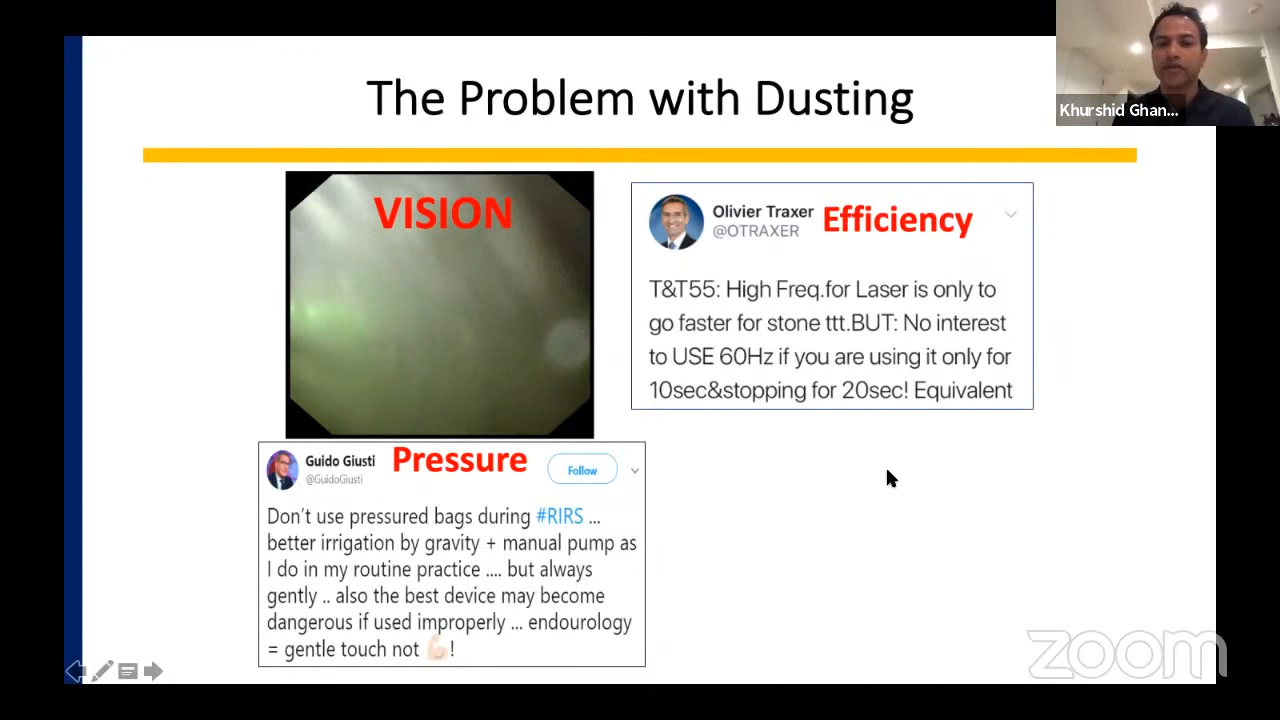 The Problem with Dusting
Khurshid Ghan...
VISION
Olivier Traxer
@OTRAXER
Efficiency
T&T55: High Freq.for Laser is only to
go faster for stone ttt.BUT: No interest
to USE 60Hz if you are using it only for
10sec&stopping for 20sec! Equivalent
Guido Giusti
@GuidoGiusti
Pressure
Follow
Don't use pressured bags during #RIRS ...
better irrigation by gravity + manual pump as
I do in my routine practice .... but always
gently .. also the best device may become
dangerous if used improperly ... endourology
= gentle touch not 💪🏻!
zoom